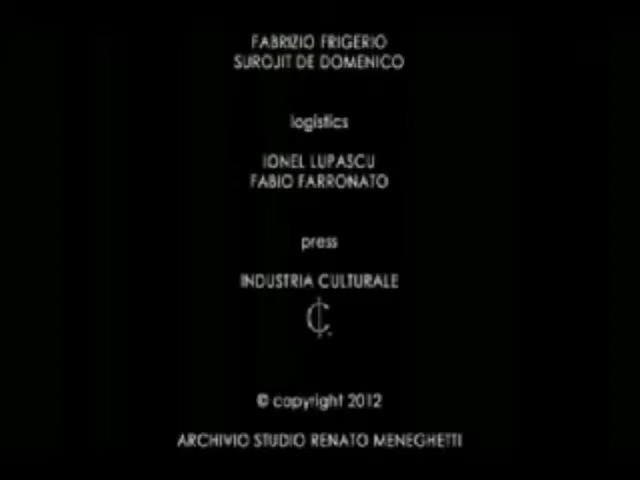 FABRIZIO FRIGERIO
SUROJIT DE DOMENICO
logistics
IONEL LUPASCU
FABIO FARRONATO
press
INDUSTRIA CULTURALE
© copyright 2012
ARCHIVIO STUDIO RENATO MENEGHETTI